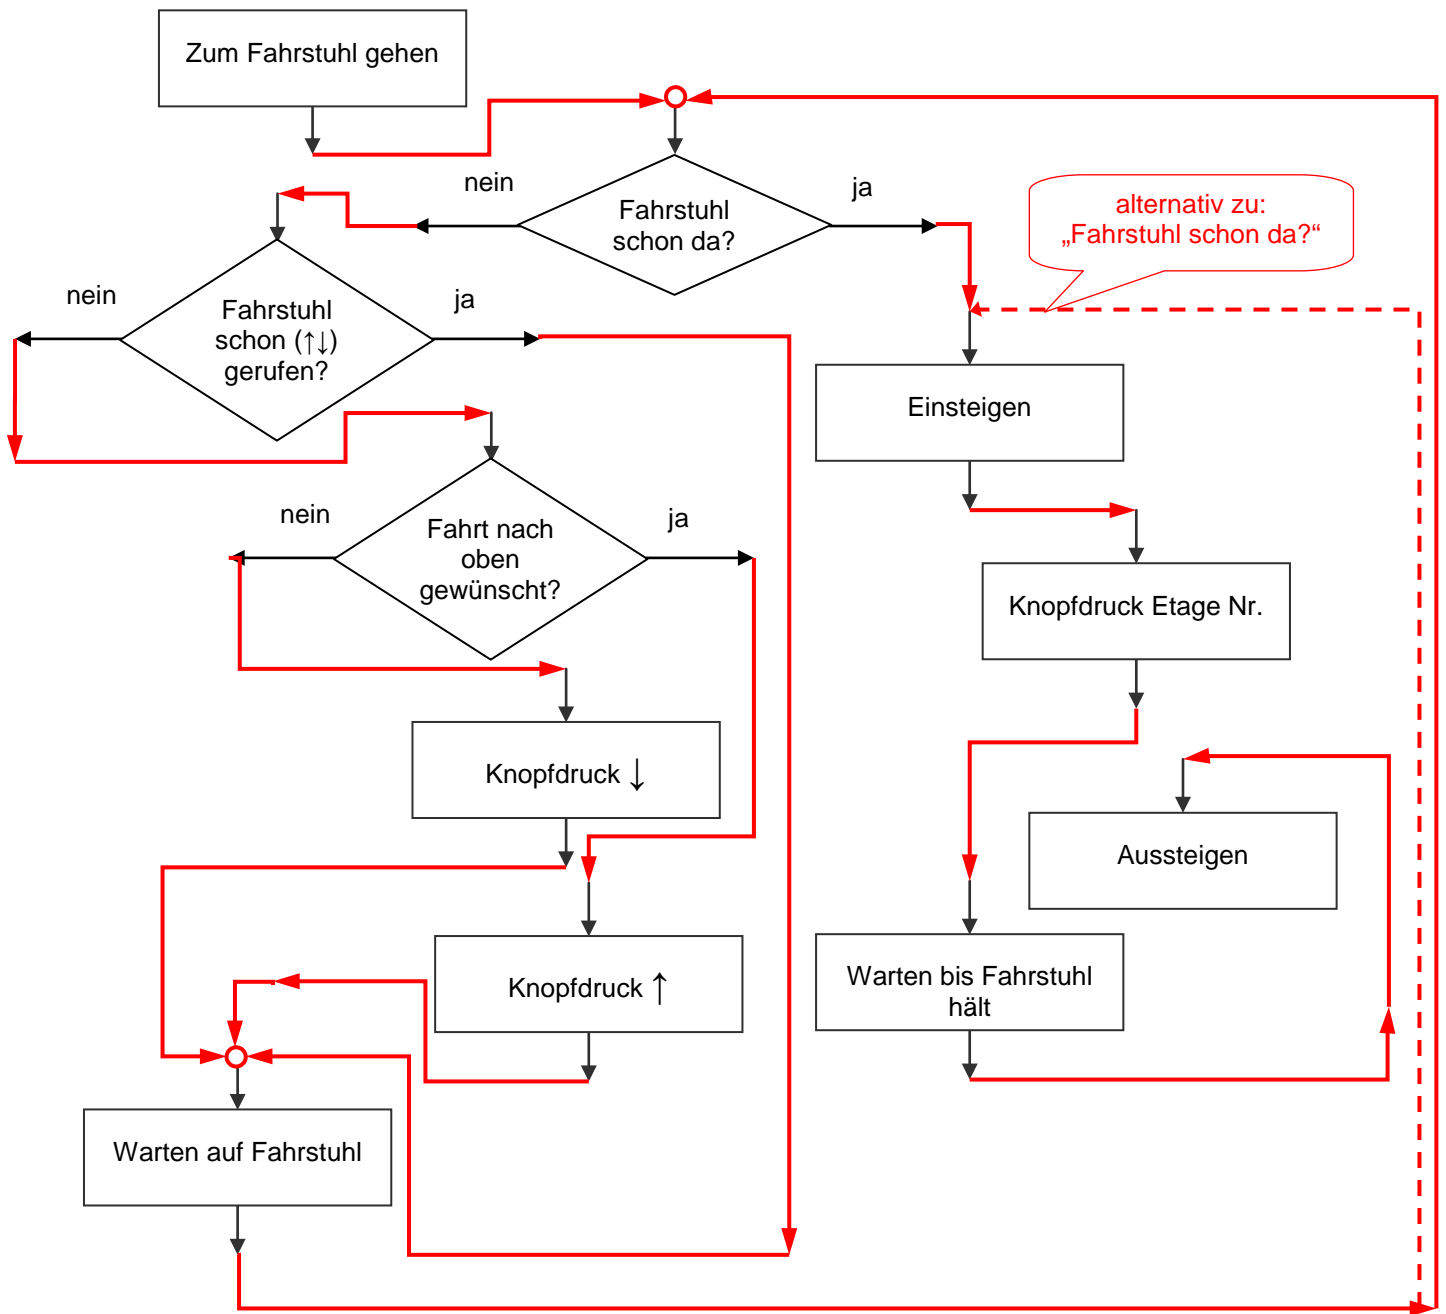 Zum Fahrstuhl gehen
nein
ja
Fahrstuhl
schon da?
alternativ zu:
„Fahrstuhl schon da?“
nein
ja
Fahrstuhl
schon (↑↓)
gerufen?
Einsteigen
nein
ja
Fahrt nach
oben
gewünscht?
Knopfdruck Etage Nr.
Knopfdruck ↓
Aussteigen
Knopfdruck ↑
Warten bis Fahrstuhl
hält
Warten auf Fahrstuhl